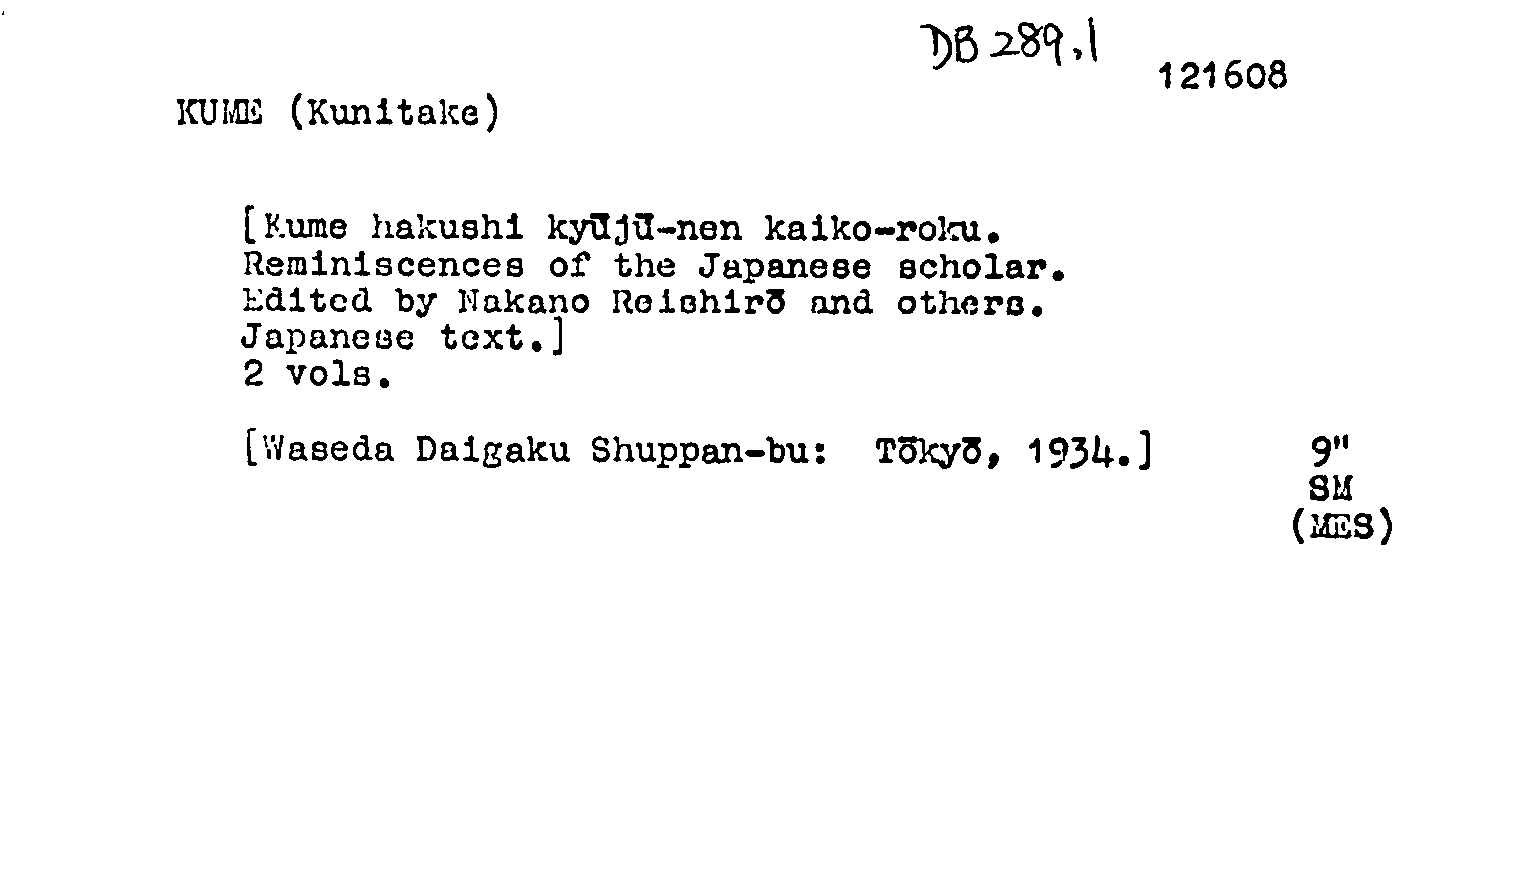 DB 289.1
121608
KUME (Kunitake)
[Kume hakushi kyūjū-nen kaiko-roku.
Reminiscences of the Japanese scholar.
Edited by Nakano Reishirō and others.
Japanese text.]
2 vols.
[Waseda Daigaku Shuppan-bu: Tōkyō, 1934.] 9"
SM
(MES)